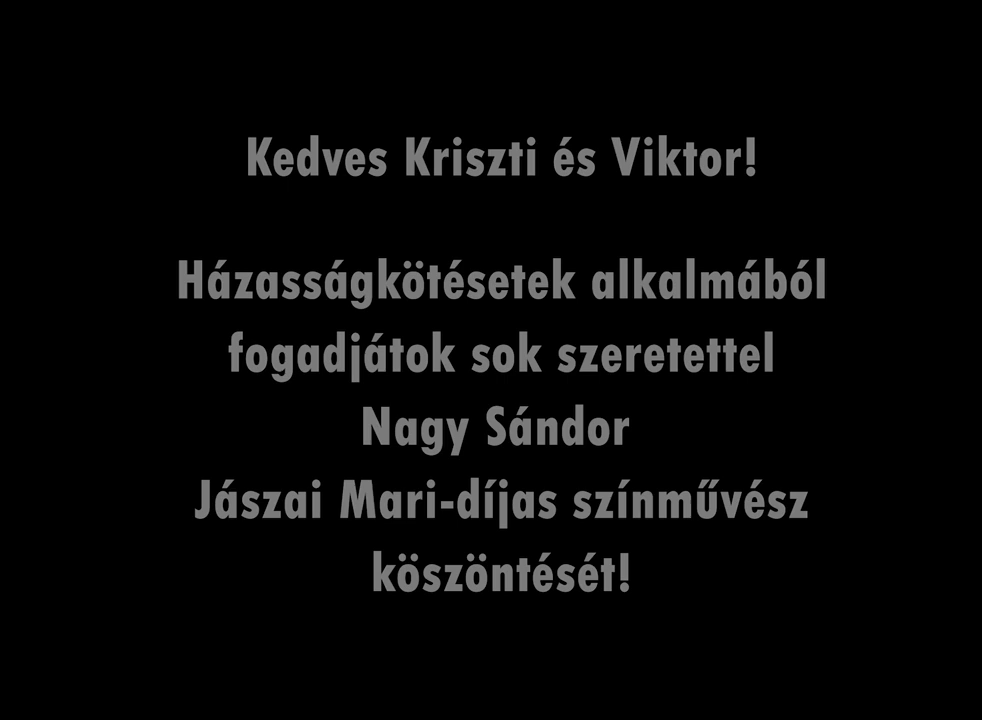 Kedves Kriszti és Viktor!
Házasságkötésetek alkalmából
fogadjátok sok szeretettel
Nagy Sándor
Jászai Mari-díjas színművész
köszöntését!